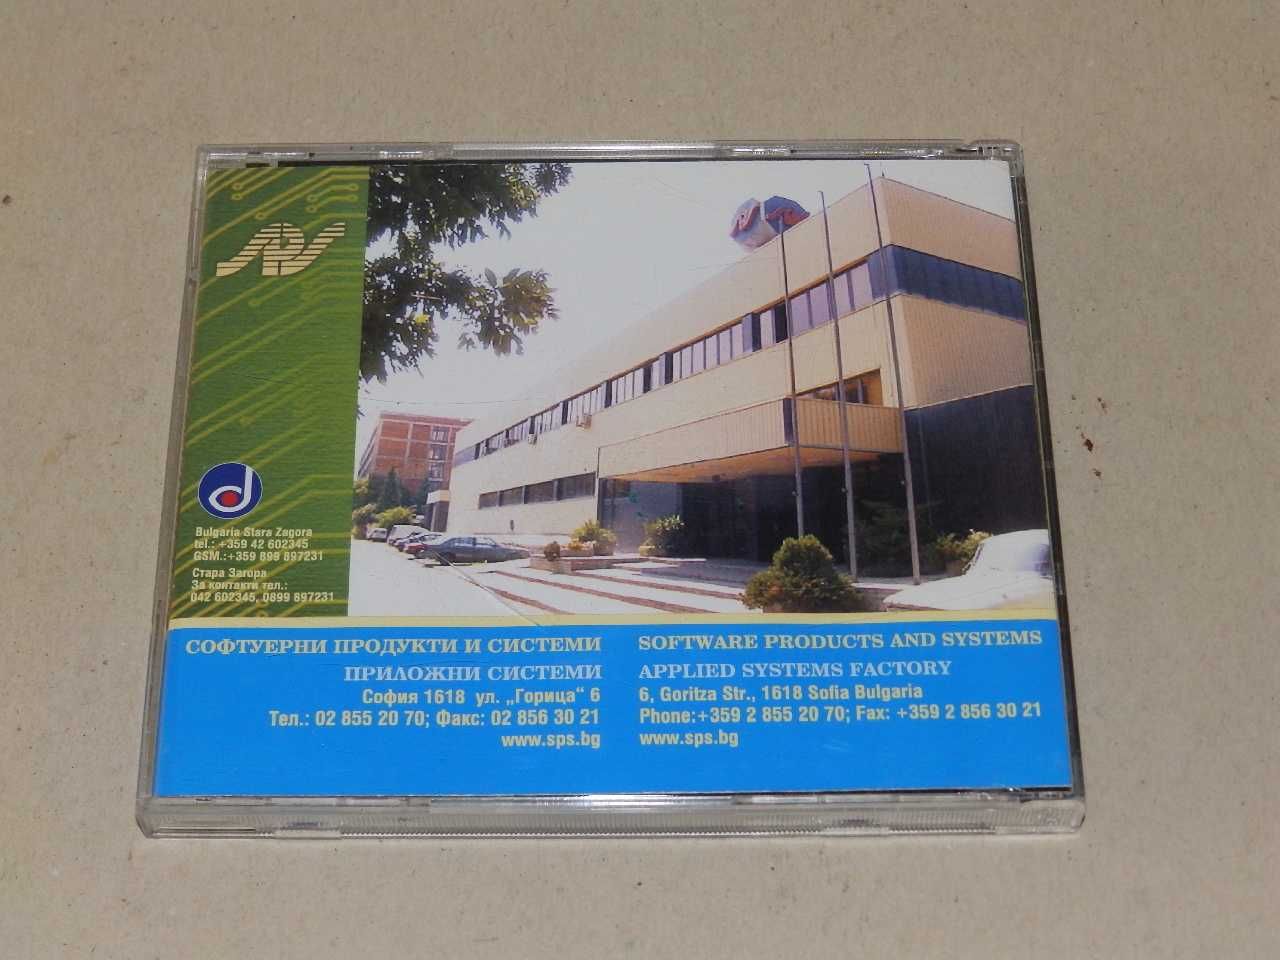 Bulgaria Stara Zagora
tel.: +359 42 602345
GSM.:+359 899 897231
Стара Загора
За контакти тел.:
042 602345, 0899 897231
СОФТУЕРНИ ПРОДУКТИ И СИСТЕМИ
ПРИЛОЖНИ СИСТЕМИ
София 1618 ул. „Горица“ 6
Тел.: 02 855 20 70; Факс: 02 856 30 21
www.sps.bg
SOFTWARE PRODUCTS AND SYSTEMS
APPLIED SYSTEMS FACTORY
6, Goritza Str., 1618 Sofia Bulgaria
Phone:+359 2 855 20 70; Fax: +359 2 856 30 21
www.sps.bg